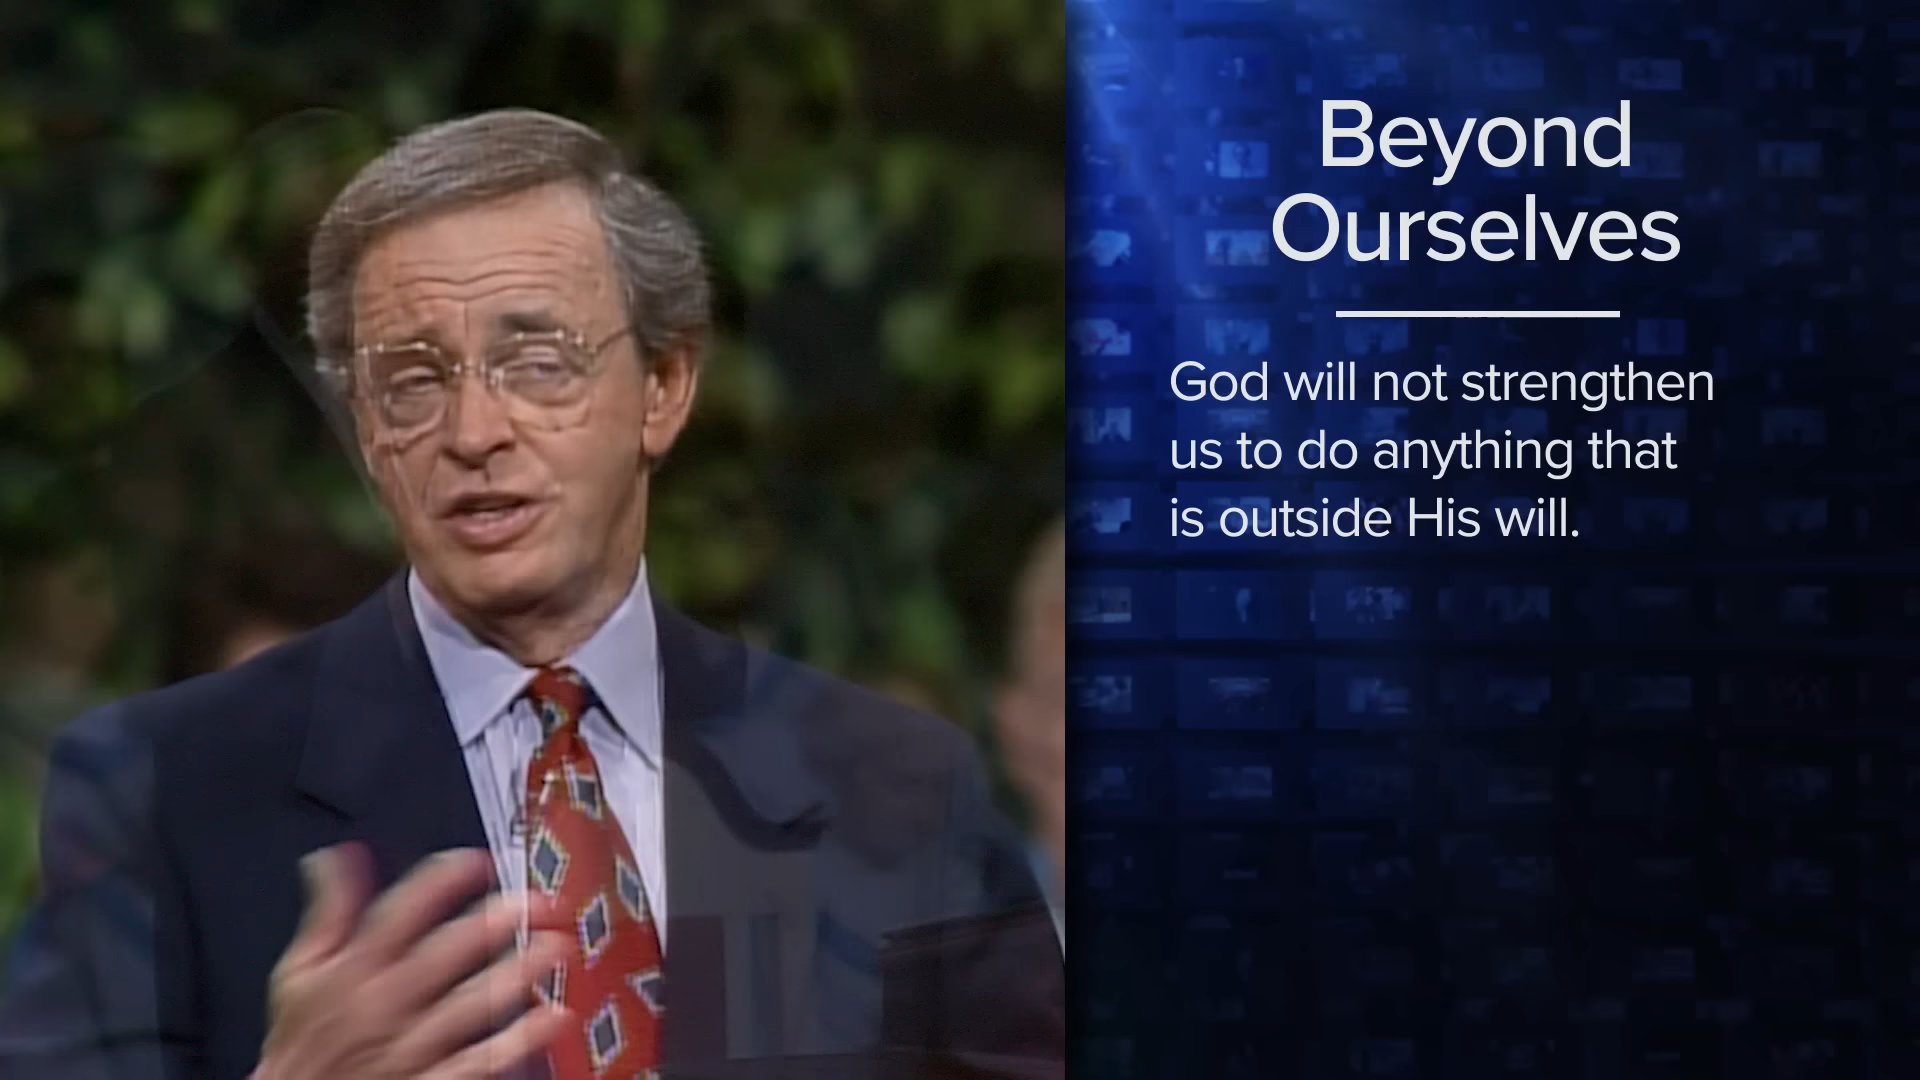 Beyond
Ourselves
God will not strengthen
us to do anything that
is outside His will.